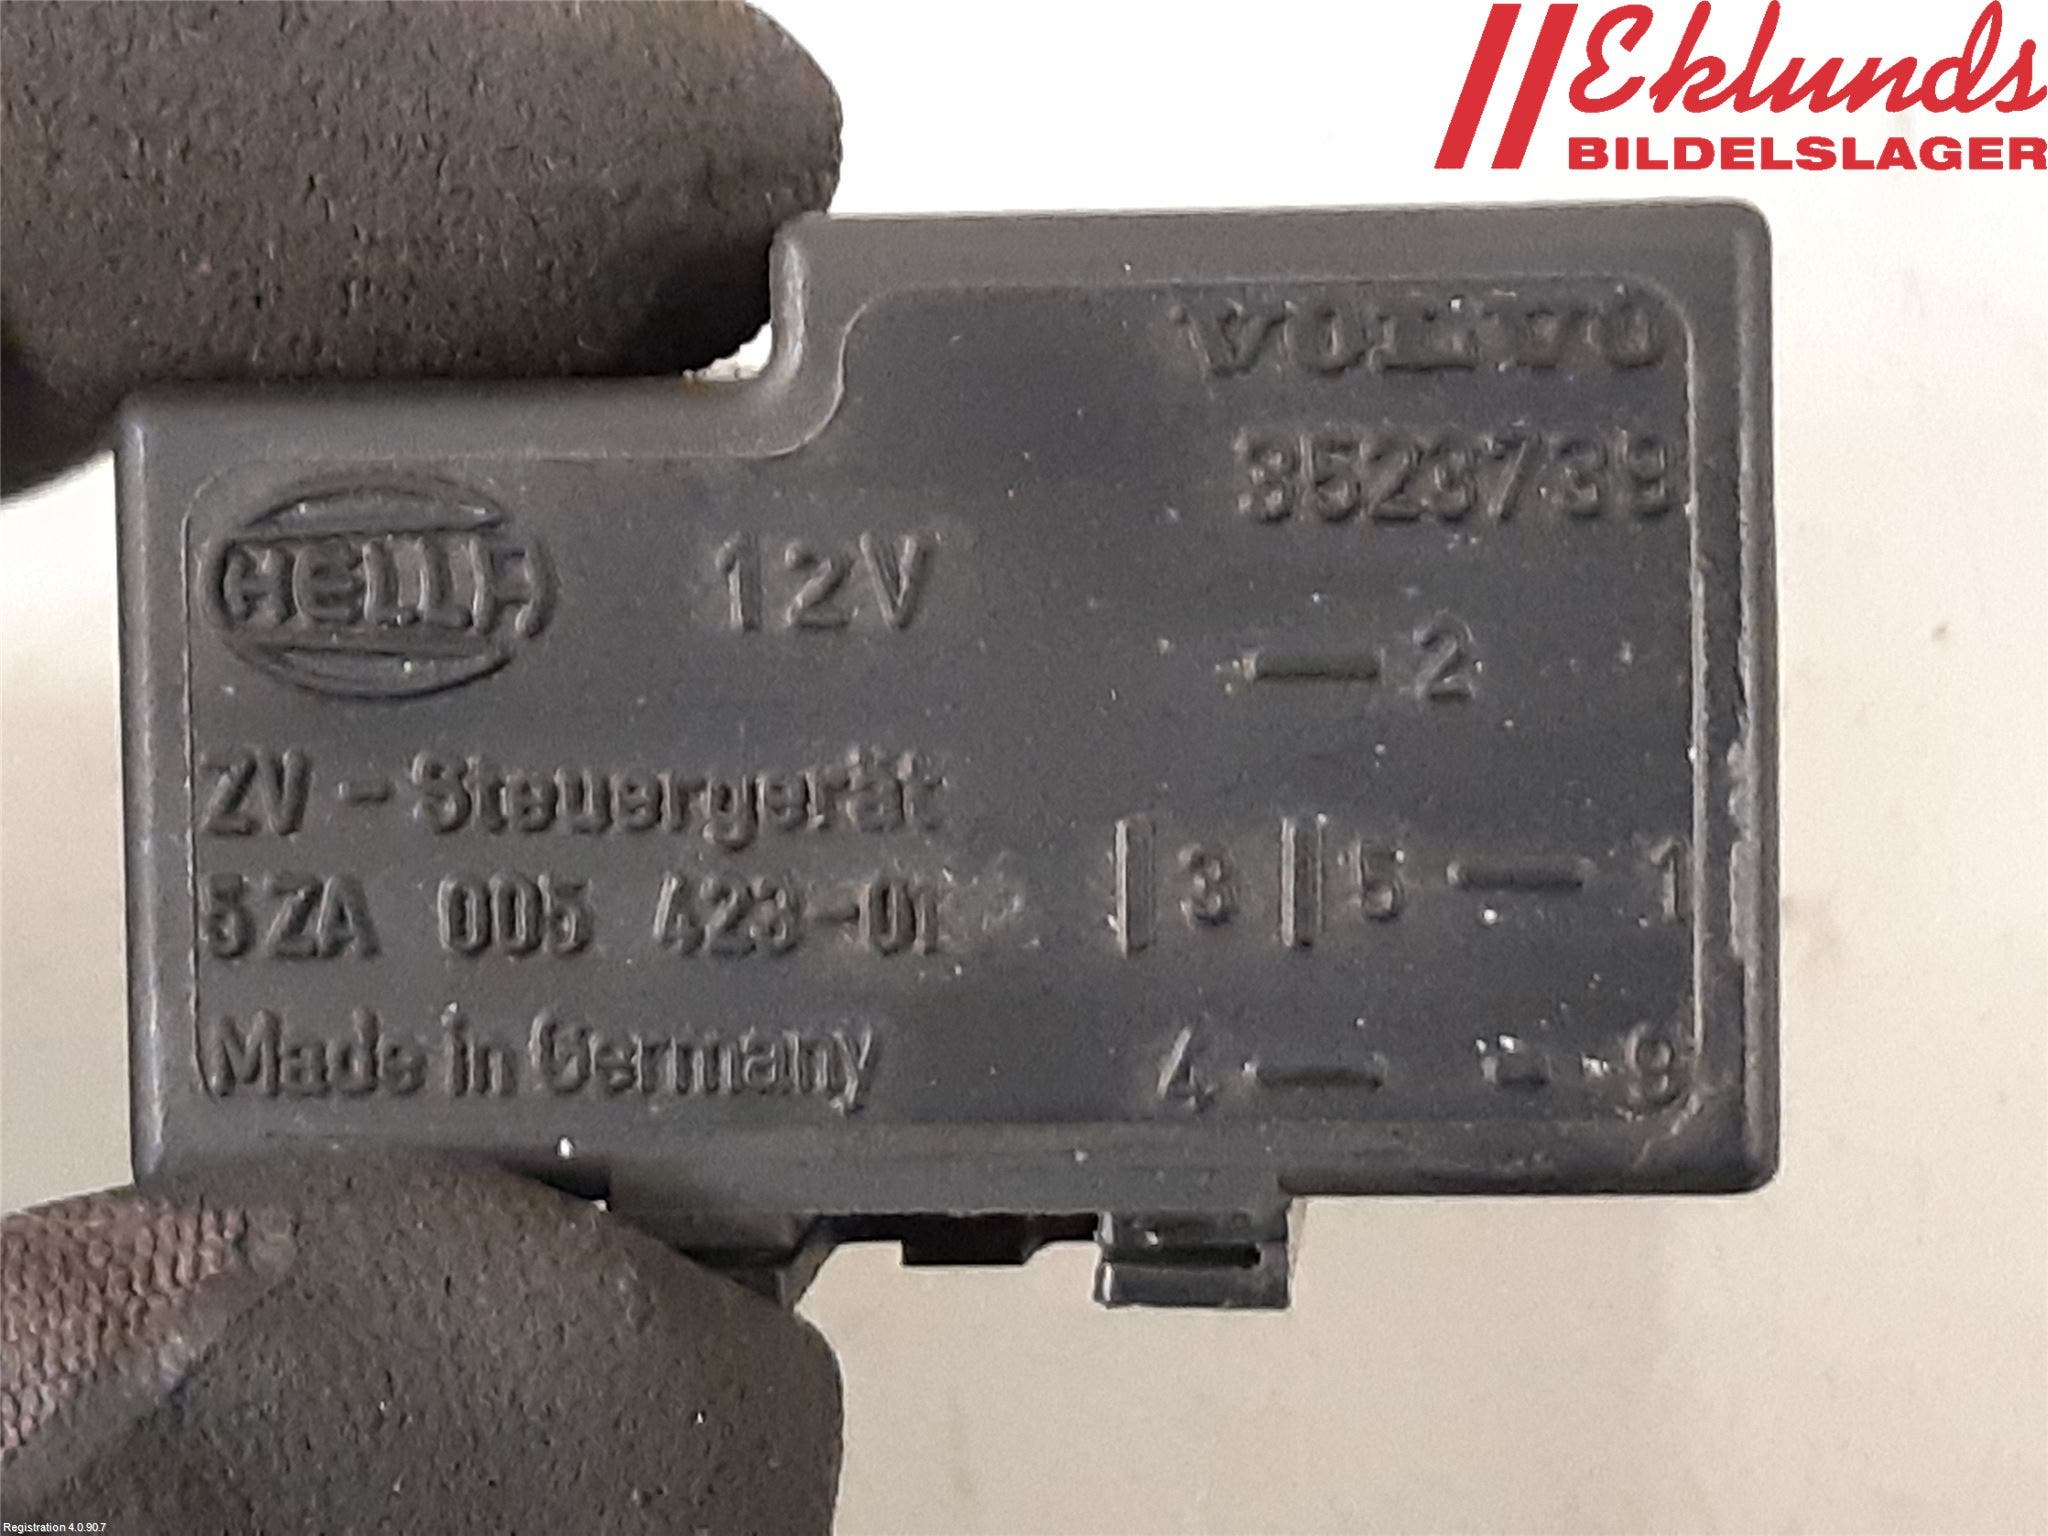 Eklunds
BILDELSLAGER
VOLVO
3523739
HELLA
12V
2
ZV - Steuergerät
5ZA 005 423-01
3 5 1
Made in Germany
4 9
Registration 4.0.90.7